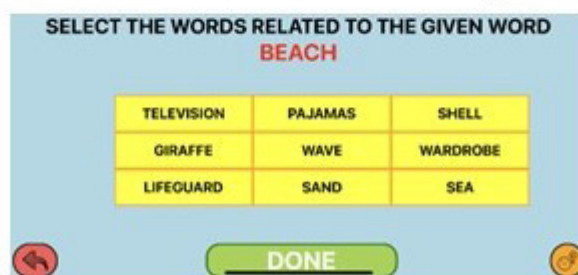 SELECT THE WORDS RELATED TO THE GIVEN WORD
BEACH
TELEVISION PAJAMAS SHELL
GIRAFFE WAVE WARDROBE
LIFEGUARD SAND SEA
DONE